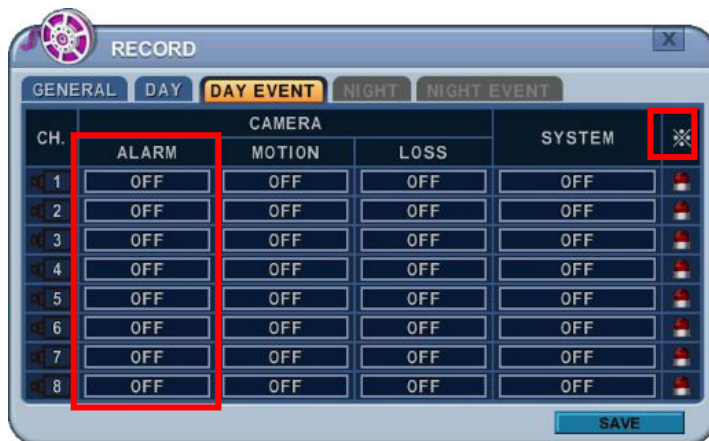 RECORD X
GENERAL DAY DAY EVENT NIGHT NIGHT EVENT
CH. CAMERA SYSTEM ※
ALARM MOTION LOSS
1 OFF OFF OFF OFF
2 OFF OFF OFF OFF
3 OFF OFF OFF OFF
4 OFF OFF OFF OFF
5 OFF OFF OFF OFF
6 OFF OFF OFF OFF
7 OFF OFF OFF OFF
8 OFF OFF OFF OFF
SAVE